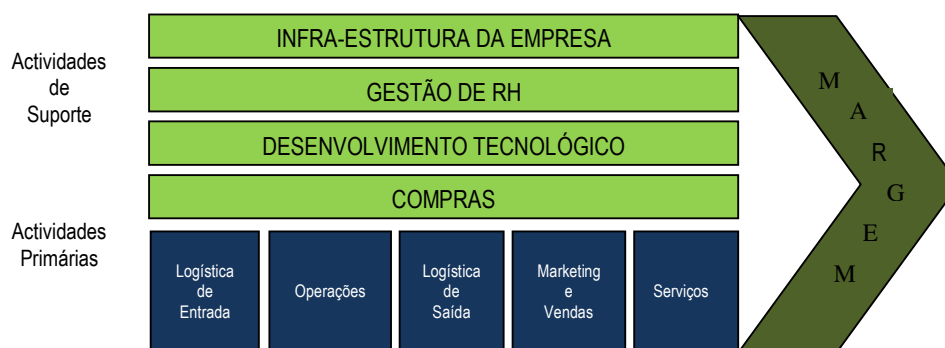 INFRA-ESTRUTURA DA EMPRESA
Actividades
de
Suporte
GESTÃO DE RH
DESENVOLVIMENTO TECNOLÓGICO
COMPRAS
Actividades
Primárias
Logística
de
Entrada
Operações
Logística
de
Saída
Marketing
e
Vendas
Serviços
M
A
R
G
E
M